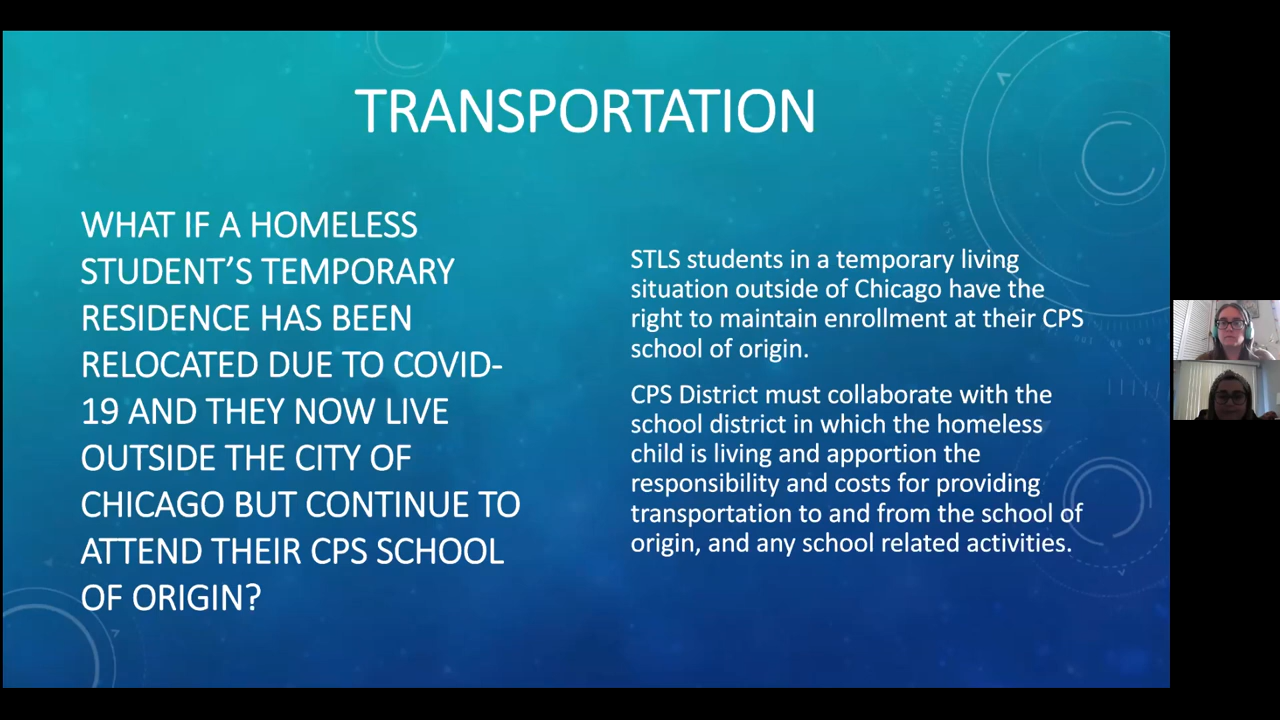 TRANSPORTATION
WHAT IF A HOMELESS
STUDENT'S TEMPORARY
RESIDENCE HAS BEEN
RELOCATED DUE TO COVID-
19 AND THEY NOW LIVE
OUTSIDE THE CITY OF
CHICAGO BUT CONTINUE TO
ATTEND THEIR CPS SCHOOL
OF ORIGIN?
STLS students in a temporary living
situation outside of Chicago have the
right to maintain enrollment at their CPS
school of origin.
CPS District must collaborate with the
school district in which the homeless
child is living and apportion the
responsibility and costs for providing
transportation to and from the school of
origin, and any school related activities.